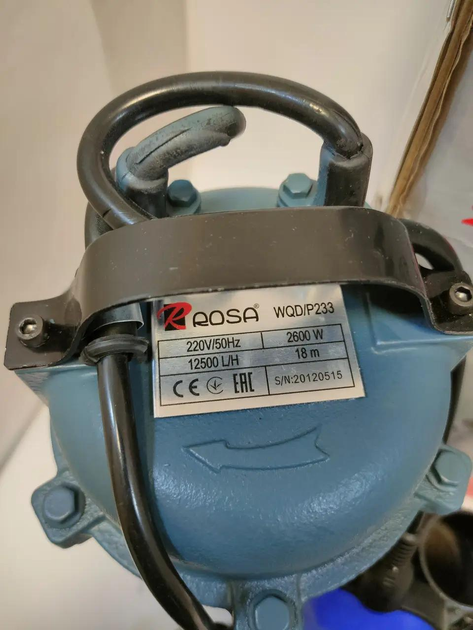 R ROSA® WQD/P233
220V/50Hz 2600 W
12500 L/H 18 m
CE EAC S/N:20120515